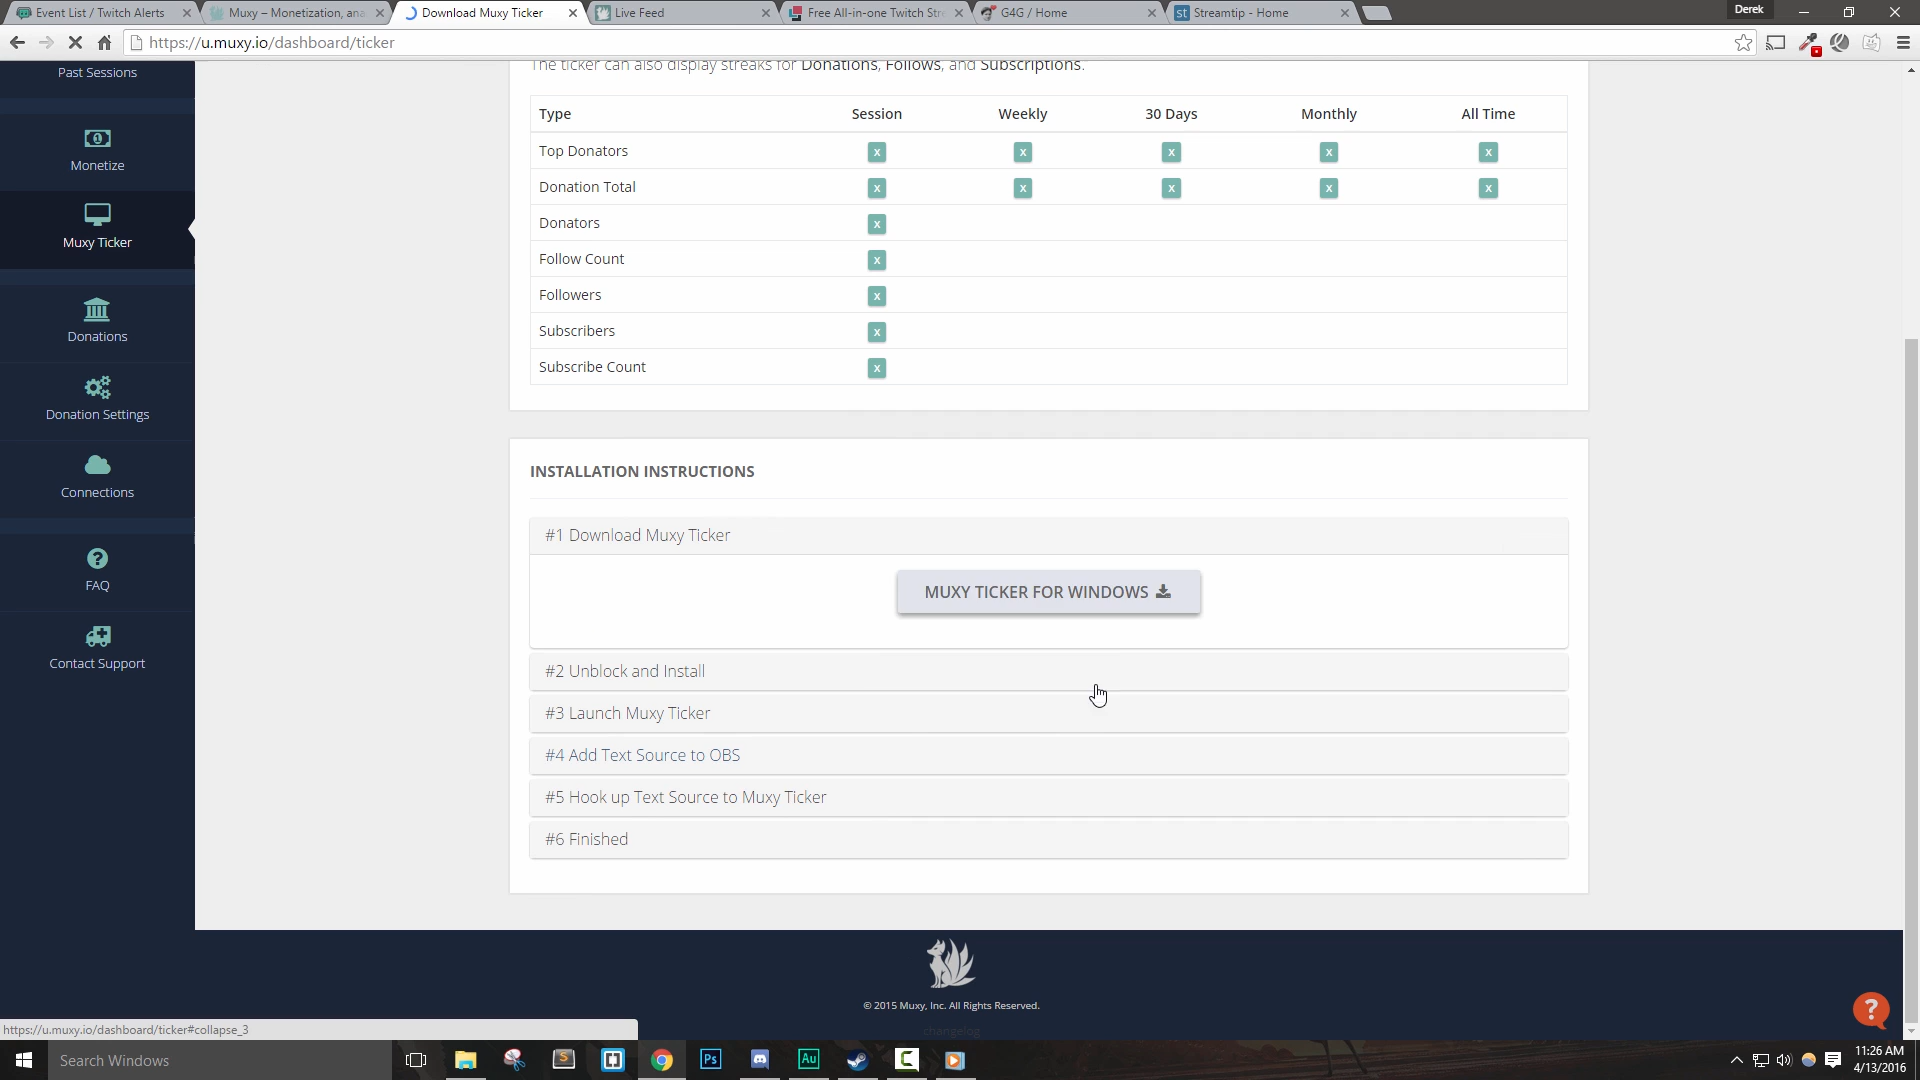 Event List / Twitch Alerts
Muxy – Monetization, ana
Download Muxy Ticker
Live Feed
Free All-in-one Twitch Stre
G4G / Home
st Streamtip - Home
Derek
https://u.muxy.io/dashboard/ticker
Past Sessions
Monetize
Muxy Ticker
Donations
Donation Settings
Connections
FAQ
Contact Support
The ticker can also display streaks for Donations, Follows, and Subscriptions.
Type Session Weekly 30 Days Monthly All Time
Top Donators x x x x x
Donation Total x x x x x
Donators x
Follow Count x
Followers x
Subscribers x
Subscribe Count x
INSTALLATION INSTRUCTIONS
#1 Download Muxy Ticker
MUXY TICKER FOR WINDOWS
#2 Unblock and Install
#3 Launch Muxy Ticker
#4 Add Text Source to OBS
#5 Hook up Text Source to Muxy Ticker
#6 Finished
© 2015 Muxy, Inc. All Rights Reserved.
changelog
?
https://u.muxy.io/dashboard/ticker#collapse_3
Search Windows
Ps
Au
11:26 AM
4/13/2016